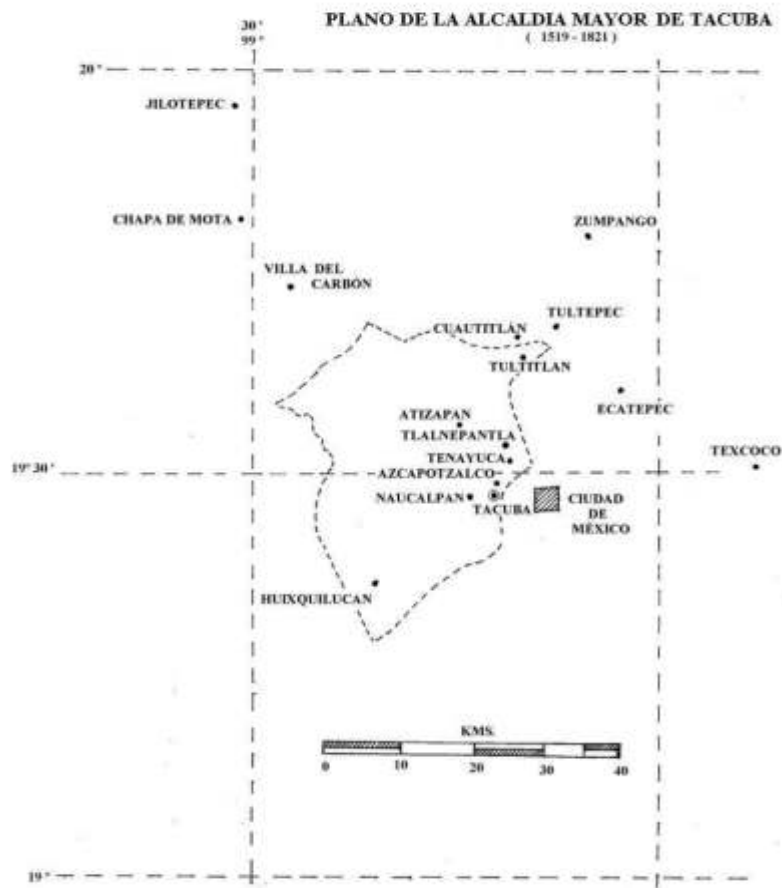 PLANO DE LA ALCALDIA MAYOR DE TACUBA
( 1519 - 1821 )
30'
99°
20°
JILOTEPEC
CHAPA DE MOTA
ZUMPANGO
VILLA DEL
CARBÓN
TULTEPEC
CUAUTITLÁN
TULTITLAN
ECATEPEC
ATIZAPAN
TLALNEPANTLA
TEXCOCO
TENAYUCA
19° 30'
AZCAPOTZALCO
NAUCALPAN
TACUBA
CIUDAD
DE
MÉXICO
HUIXQUILUCAN
KMS.
0 10 20 30 40
19°